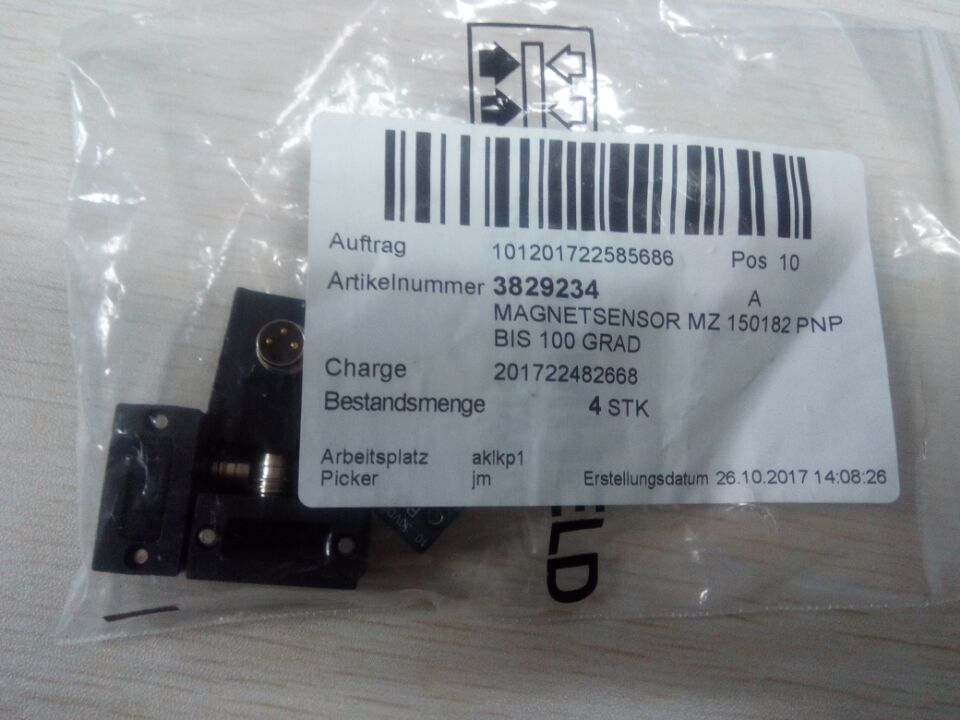 Auftrag 101201722585686 Pos 10
Artikelnummer 3829234 A
MAGNETSENSOR MZ 150182 PNP
BIS 100 GRAD
Charge 201722482668
Bestandsmenge 4 STK
Arbeitsplatz aklkp1
Picker jm Erstellungsdatum 26.10.2017 14:08:26
ELD